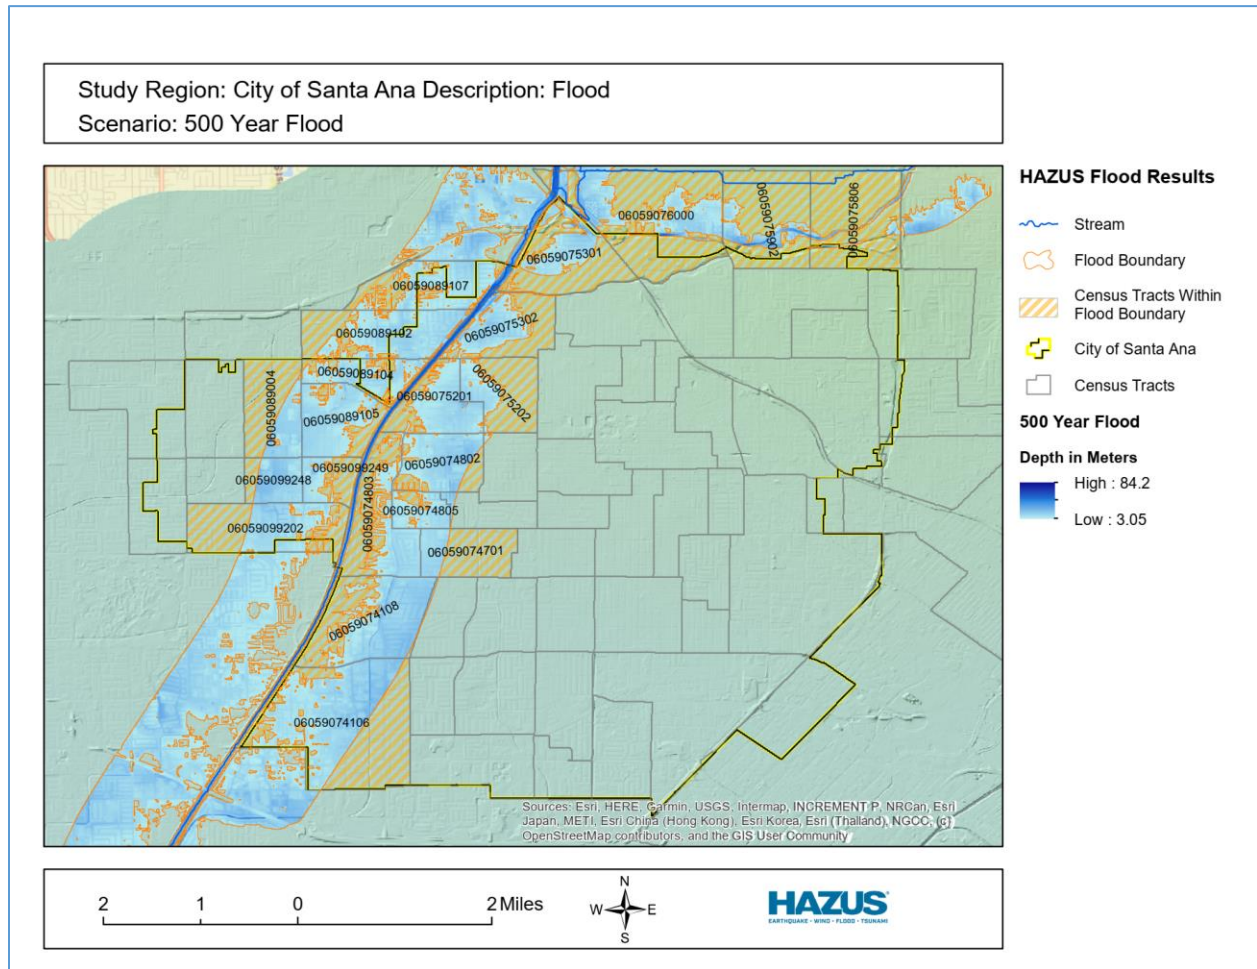 Study Region: City of Santa Ana Description: Flood
Scenario: 500 Year Flood
06059076000
06059075902
06059075806
06059075301
06059089107
06059075302
06059089102
06059089104
06059089004
06059075201
06059075202
06059089105
06059099249
06059074802
06059099248
06059074803
06059074805
06059099202
06059074701
06059074108
06059074106
Sources: Esri, HERE, Garmin, USGS, Intermap, INCREMENT P, NRCan, Esri
Japan, METI, Esri China (Hong Kong), Esri Korea, Esri (Thailand), NGCC, (c)
OpenStreetMap contributors, and the GIS User Community
HAZUS Flood Results
Stream
Flood Boundary
Census Tracts Within
Flood Boundary
City of Santa Ana
Census Tracts
500 Year Flood
Depth in Meters
High : 84.2
Low : 3.05
2 1 0 2 Miles
N
W E
S
HAZUS®
EARTHQUAKE • WIND • FLOOD • TSUNAMI